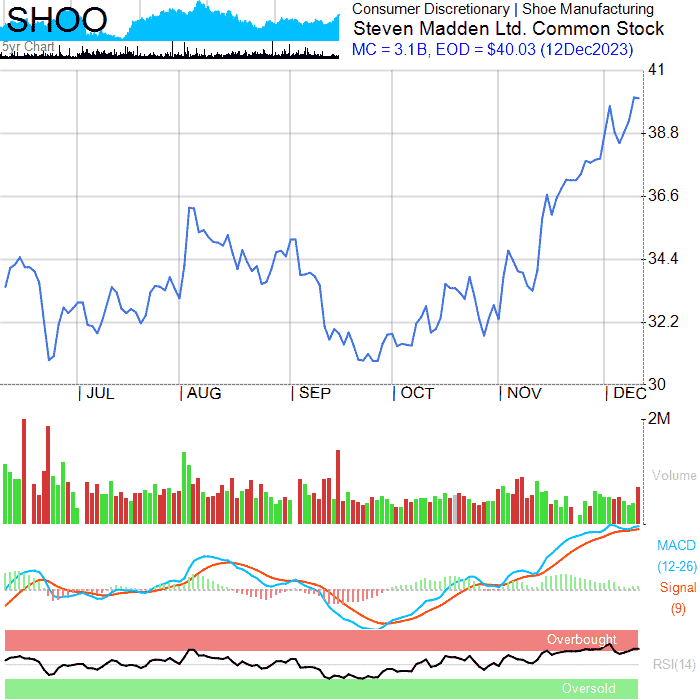 SHOO
5yr Chart
Consumer Discretionary | Shoe Manufacturing
Steven Madden Ltd. Common Stock
MC = 3.1B, EOD = $40.03 (12Dec2023)
41
38.8
36.6
34.4
32.2
30
| JUL | AUG | SEP | OCT | NOV | DEC
2M
Volume
MACD
(12-26)
Signal
(9)
Overbought
RSI(14)
Oversold